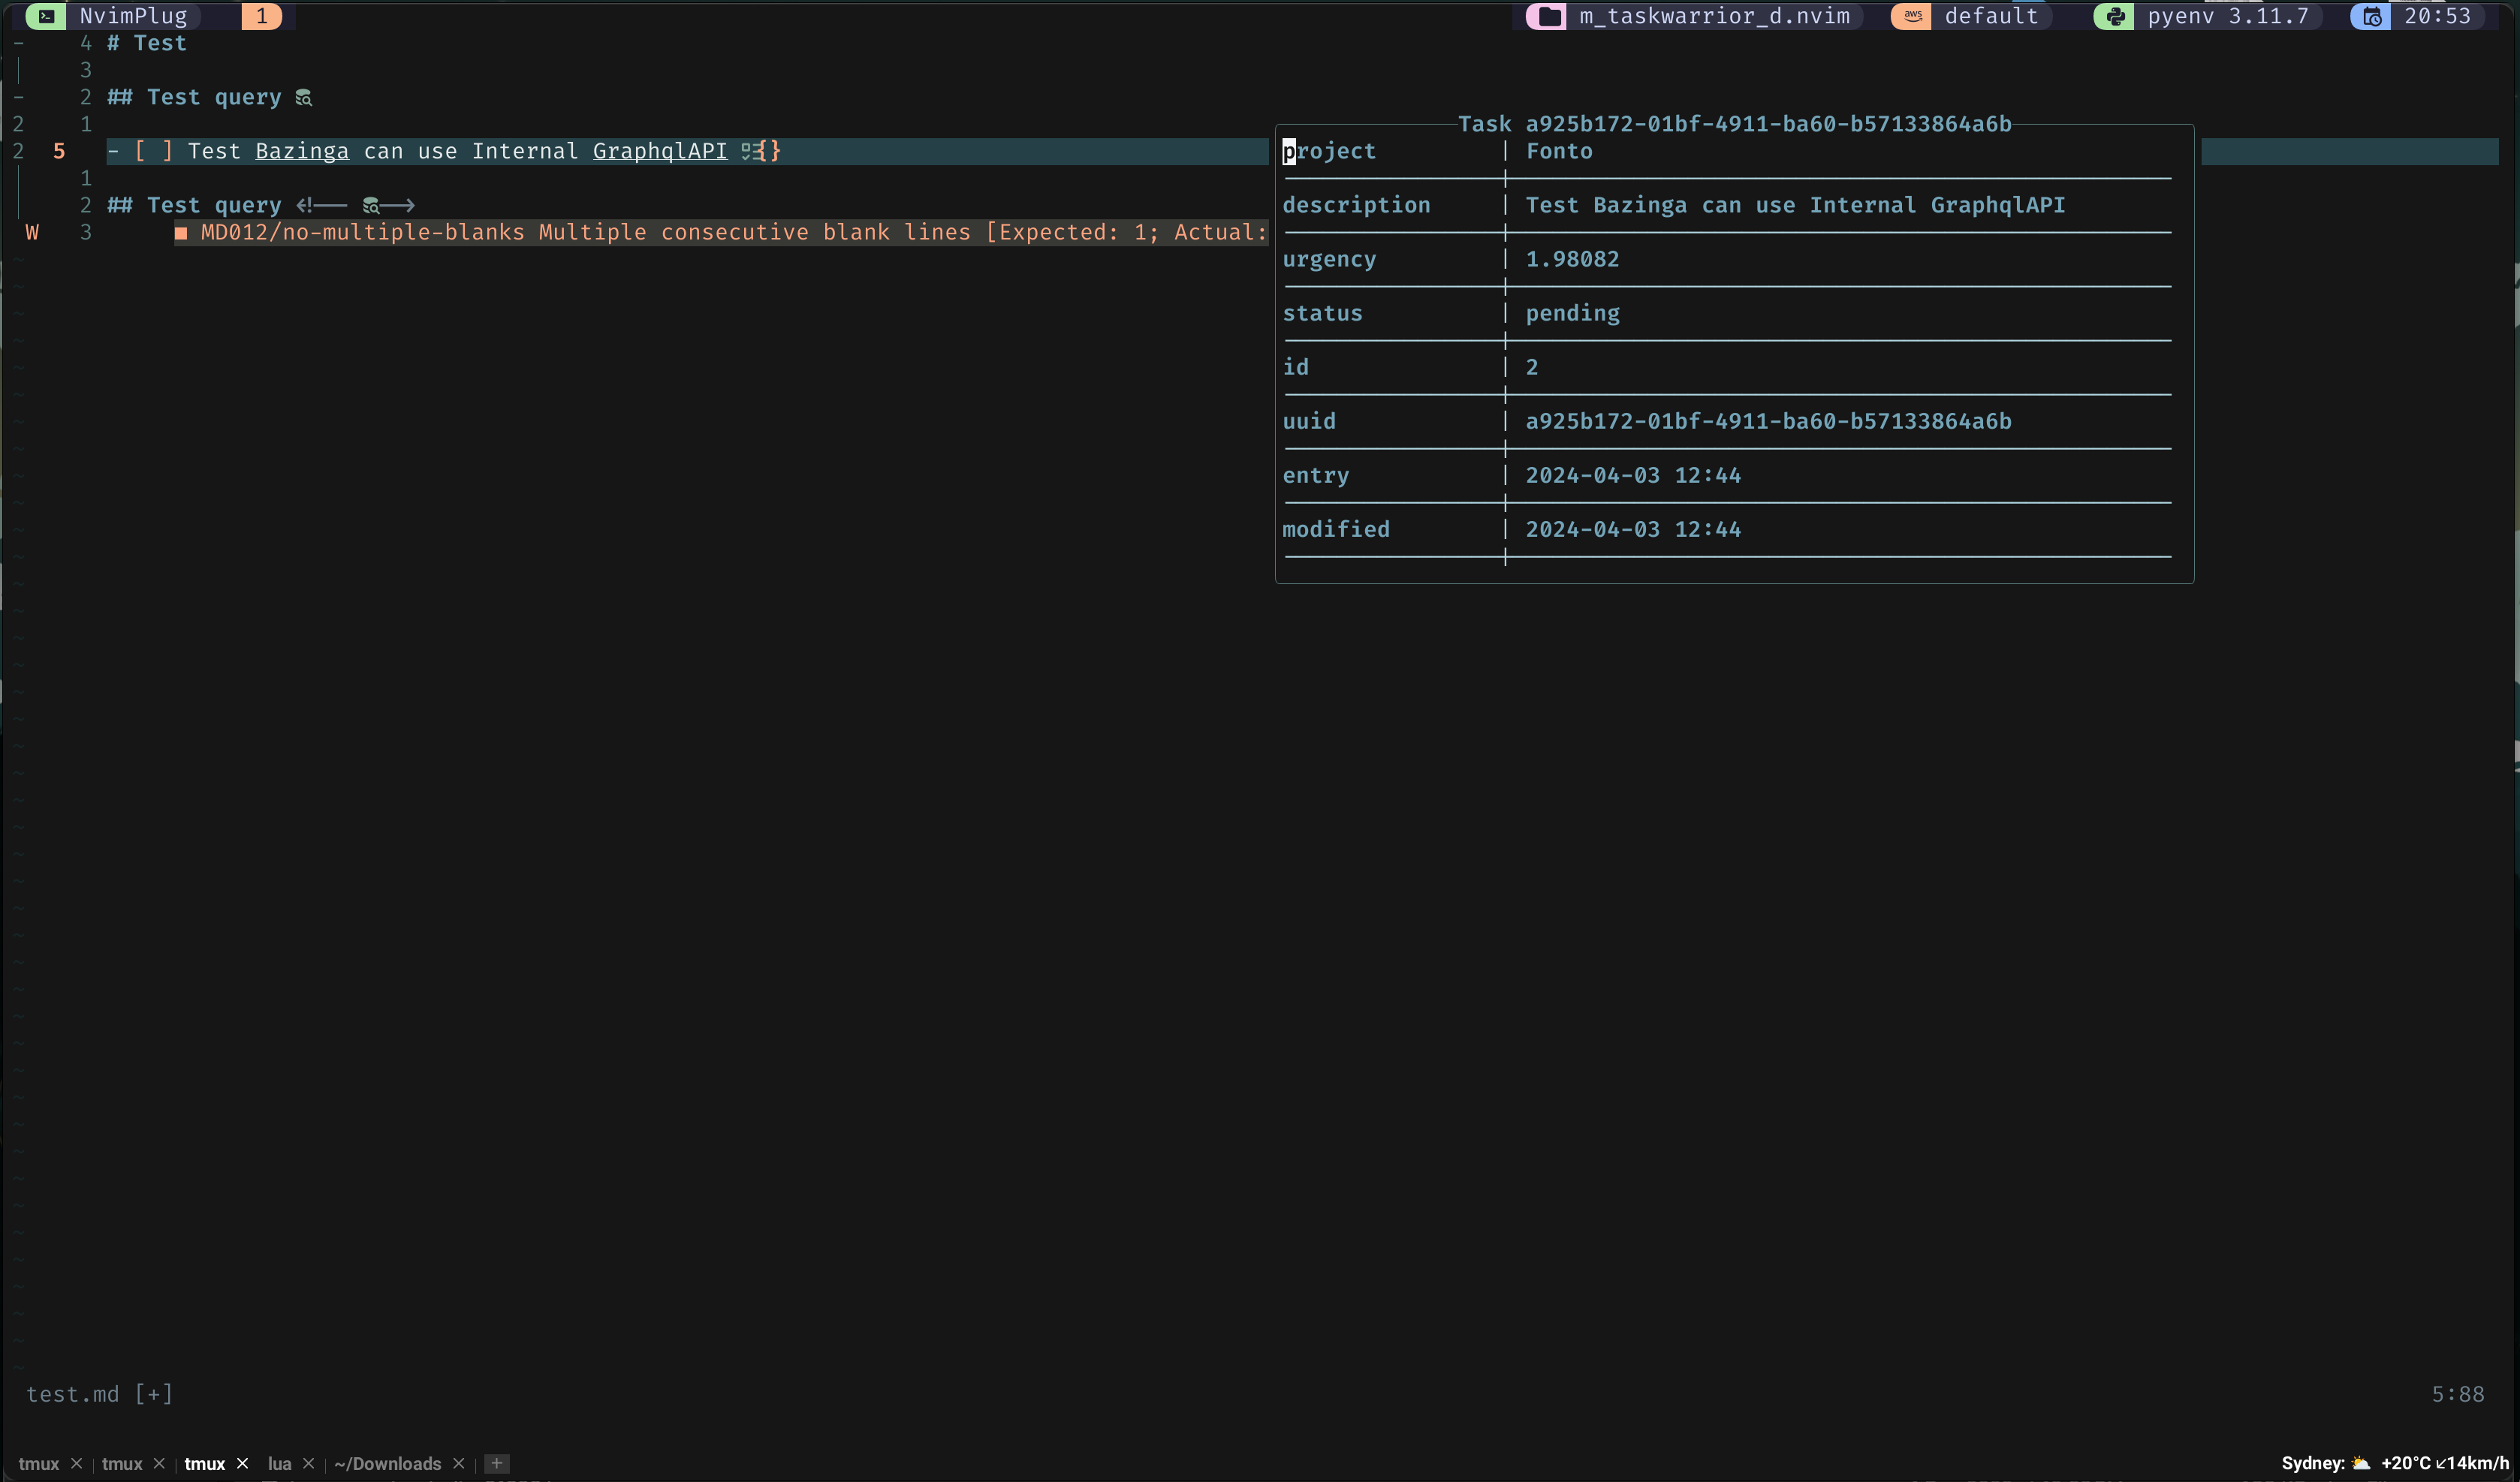 NvimPlug 1 m_taskwarrior_d.nvim aws default pyenv 3.11.7 20:53
4 # Test
3
2 ## Test query
2 1
2 5 - [ ] Test Bazinga can use Internal GraphqlAPI {}
1
2 ## Test query <!-- -->
W 3 ■ MD012/no-multiple-blanks Multiple consecutive blank lines [Expected: 1; Actual:
Task a925b172-01bf-4911-ba60-b57133864a6b
project | Fonto
description | Test Bazinga can use Internal GraphqlAPI
urgency | 1.98082
status | pending
id | 2
uuid | a925b172-01bf-4911-ba60-b57133864a6b
entry | 2024-04-03 12:44
modified | 2024-04-03 12:44
test.md [+] 5:88
tmux × | tmux × | tmux × lua × | ~/Downloads × | +
Sydney: ⛅ +20°C ↙14km/h